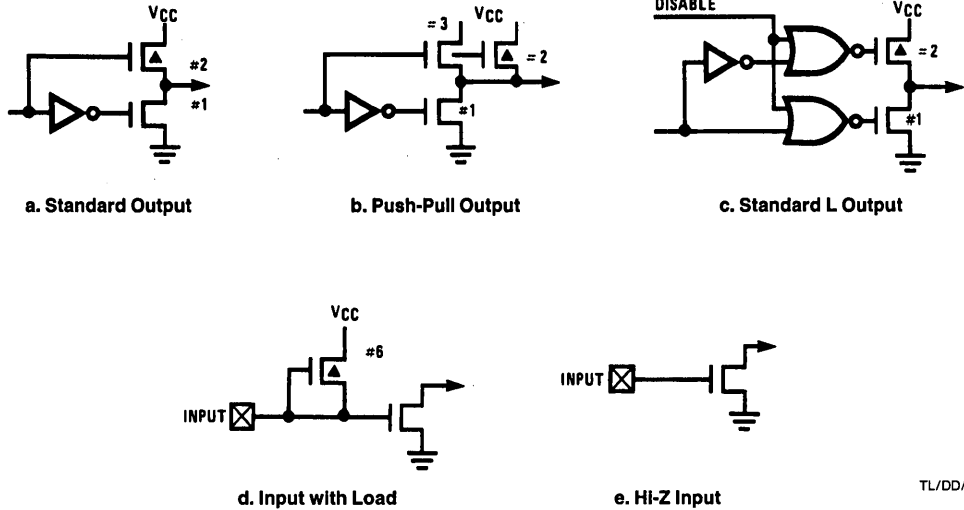 VCC
#2
#1
a. Standard Output
= 3
VCC
= 2
#1
b. Push-Pull Output
DISABLE
VCC
= 2
#1
c. Standard L Output
VCC
#6
INPUT
d. Input with Load
INPUT
e. Hi-Z Input
TL/DD/